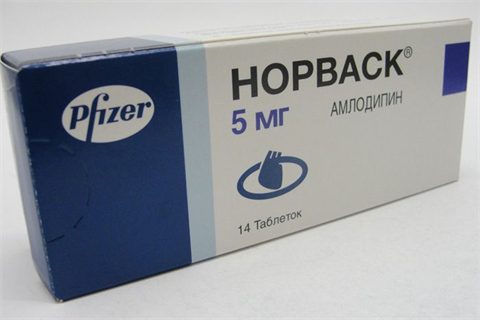 Pfizer
НОРВАСК®
5 мг
АМЛОДИПИН
14 Таблеток